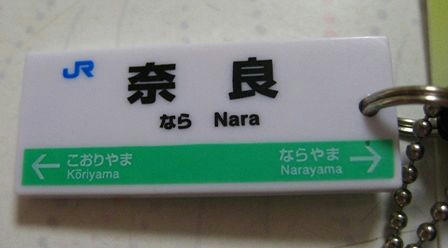 JR
奈良
なら Nara
← こおりやま ならやま →
Kōriyama Narayama